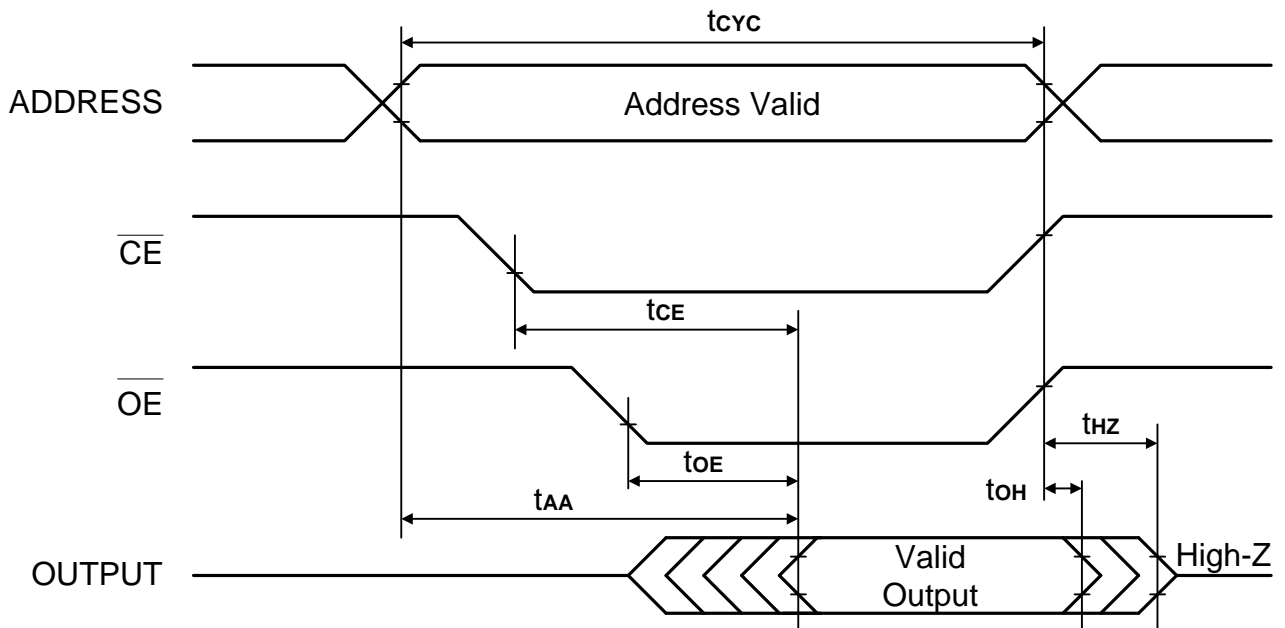 tCYC
ADDRESS
Address Valid
CE
tCE
OE
tHZ
tOE
tOH
tAA
OUTPUT
Valid
Output
High-Z